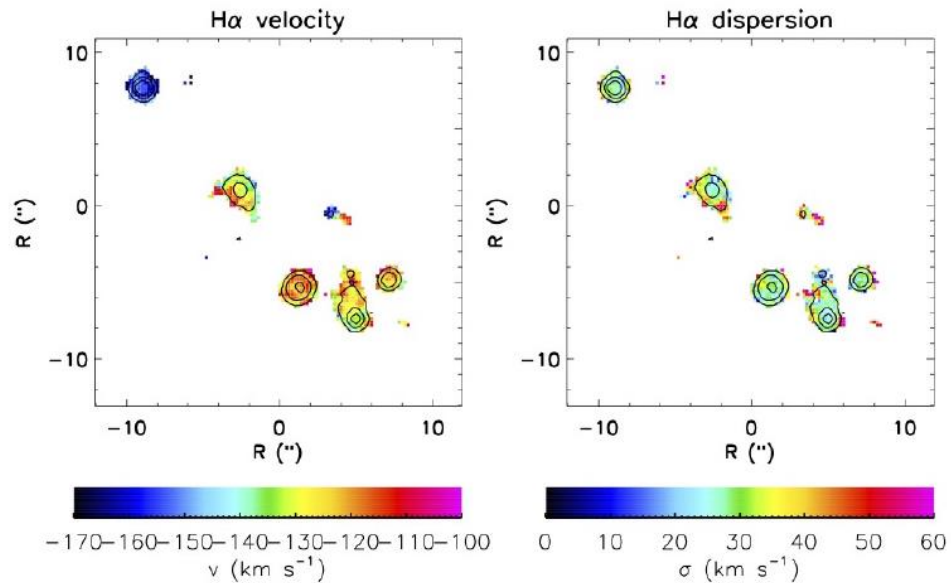 Hα velocity
Hα dispersion
10
0
−10
R (")
−10 0 10
R (")
10
0
−10
R (")
−10 0 10
R (")
−170−160−150−140−130−120−110−100
v (km s⁻¹)
0 10 20 30 40 50 60
σ (km s⁻¹)